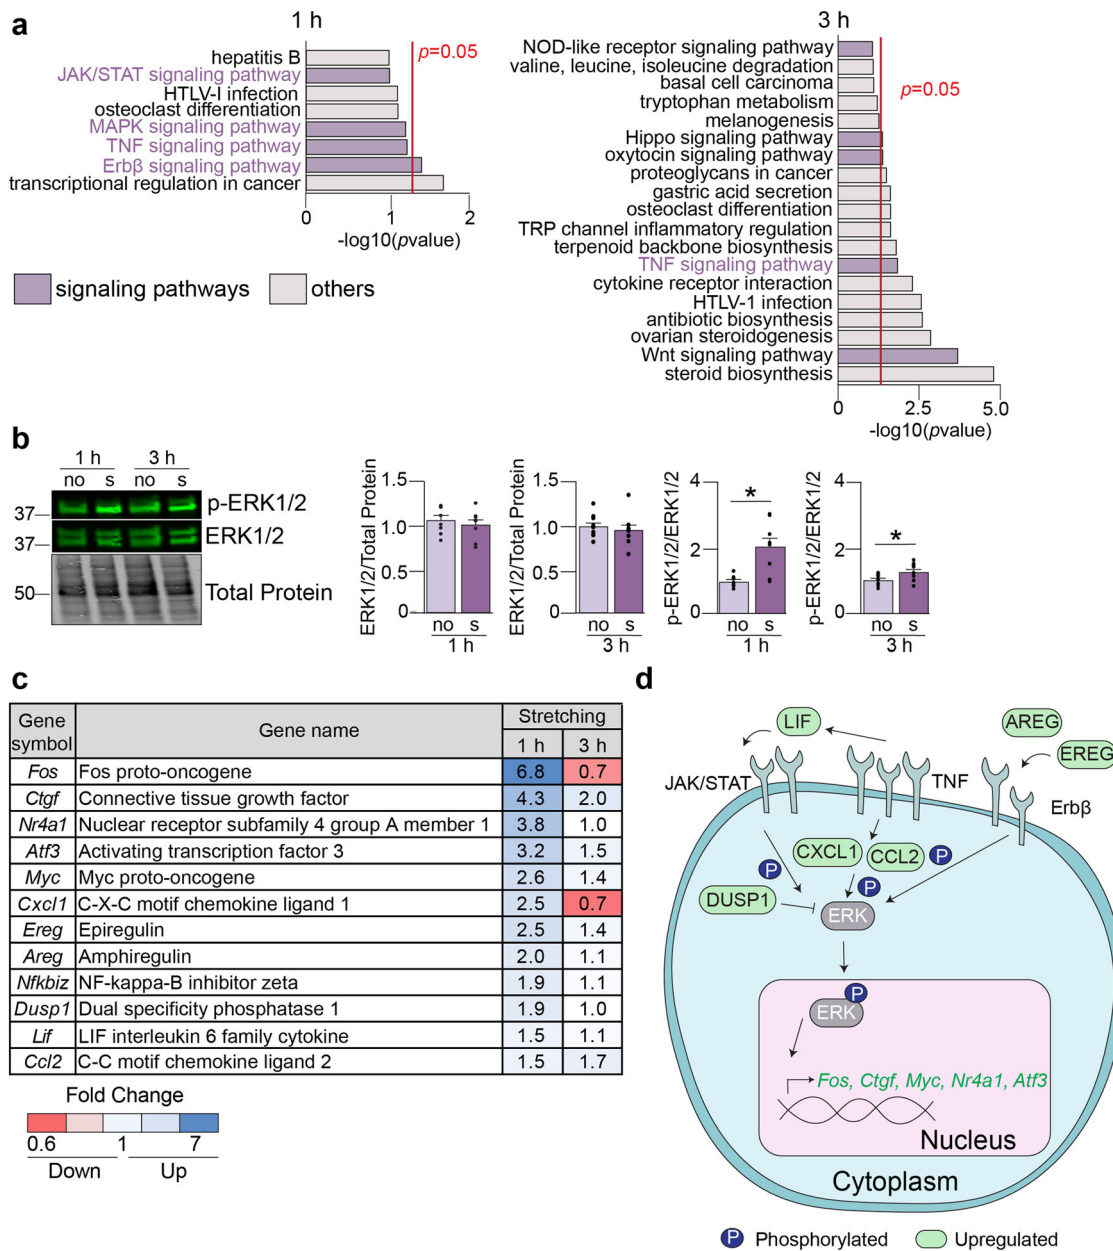 a
1 h
hepatitis B
JAK/STAT signaling pathway
HTLV-I infection
osteoclast differentiation
MAPK signaling pathway
TNF signaling pathway
Erbβ signaling pathway
transcriptional regulation in cancer
p=0.05
0 1 2
-log10(pvalue)
signaling pathways others
3 h
NOD-like receptor signaling pathway
valine, leucine, isoleucine degradation
basal cell carcinoma
tryptophan metabolism
melanogenesis
Hippo signaling pathway
oxytocin signaling pathway
proteoglycans in cancer
gastric acid secretion
osteoclast differentiation
TRP channel inflammatory regulation
terpenoid backbone biosynthesis
TNF signaling pathway
cytokine receptor interaction
HTLV-1 infection
antibiotic biosynthesis
ovarian steroidogenesis
Wnt signaling pathway
steroid biosynthesis
p=0.05
0 2.5 5.0
-log10(pvalue)
b
1 h 3 h
no s no s
37 p-ERK1/2
37 ERK1/2
50 Total Protein
ERK1/2/Total Protein
1.5
1.0
0.5
0
no s
1 h
ERK1/2/Total Protein
1.5
1.0
0.5
0
no s
3 h
p-ERK1/2/ERK1/2
4
2
0
*
no s
1 h
p-ERK1/2/ERK1/2
4
2
0
*
no s
3 h
c
Gene symbol Gene name Stretching
1 h 3 h
Fos Fos proto-oncogene 6.8 0.7
Ctgf Connective tissue growth factor 4.3 2.0
Nr4a1 Nuclear receptor subfamily 4 group A member 1 3.8 1.0
Atf3 Activating transcription factor 3 3.2 1.5
Myc Myc proto-oncogene 2.6 1.4
Cxcl1 C-X-C motif chemokine ligand 1 2.5 0.7
Ereg Epiregulin 2.5 1.4
Areg Amphiregulin 2.0 1.1
Nfkbiz NF-kappa-B inhibitor zeta 1.9 1.1
Dusp1 Dual specificity phosphatase 1 1.9 1.0
Lif LIF interleukin 6 family cytokine 1.5 1.1
Ccl2 C-C motif chemokine ligand 2 1.5 1.7
Fold Change
0.6 1 7
Down Up
d
LIF
AREG
EREG
JAK/STAT
TNF
Erbβ
CXCL1
CCL2
P
P
P
DUSP1
ERK
P
ERK
Fos, Ctgf, Myc, Nr4a1, Atf3
Nucleus
Cytoplasm
P Phosphorylated Upregulated